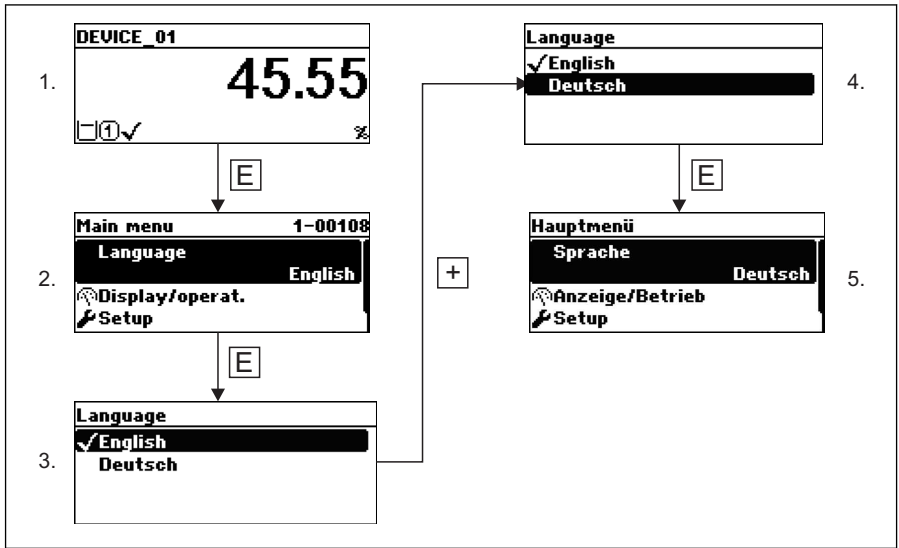 1.
DEVICE_01
45.55
1
%
E
2.
Main menu 1-00108
Language
English
Display/operat.
Setup
E
3.
Language
English
Deutsch
+
4.
Language
English
Deutsch
E
5.
Hauptmenü
Sprache
Deutsch
Anzeige/Betrieb
Setup